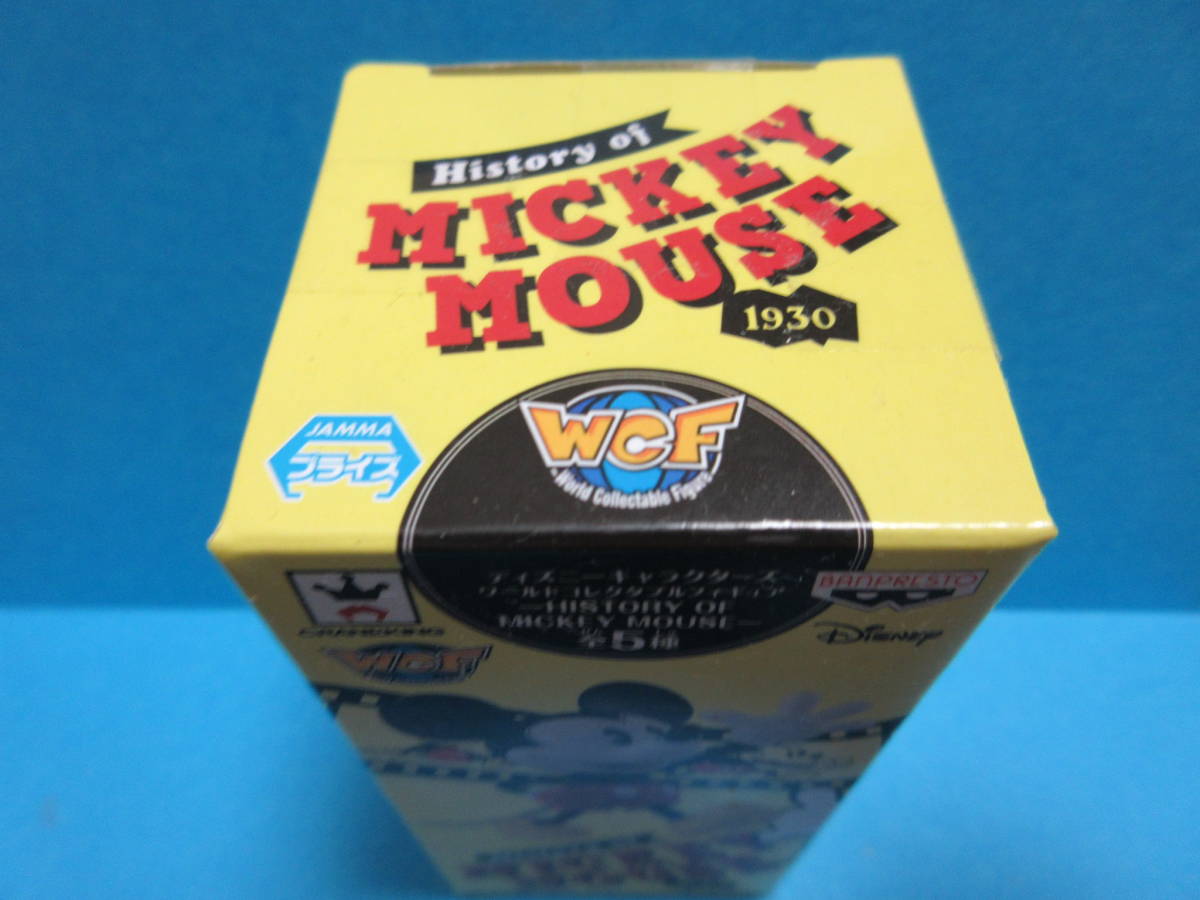 History of
MICKEY
MOUSE
1930
WCF
World Collectable Figure
JAMMA
プライズ
ディズニーキャラクターズ
ワールドコレクタブルフィギュア
—HISTORY OF
MICKEY MOUSE—
全5種
BANPRESTO
Disney
CRANEKING
WCF